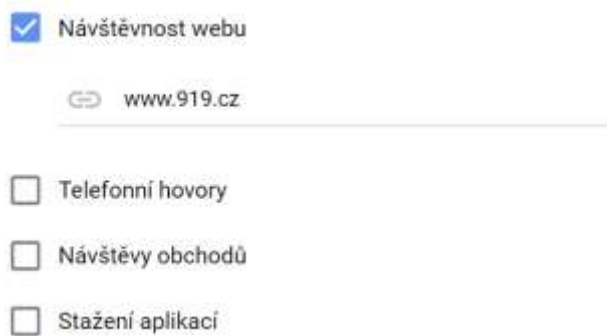 Návštěvnost webu
www.919.cz
Telefonní hovory
Návštěvy obchodů
Stažení aplikací